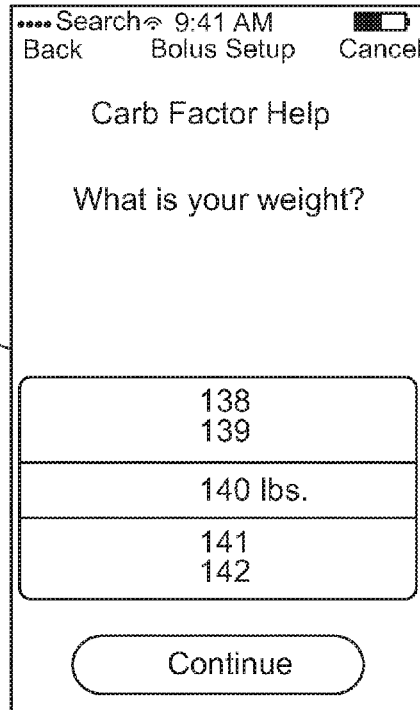 Search 9:41 AM
Back Bolus Setup Cancel
Carb Factor Help
What is your weight?
138
139
140 lbs.
141
142
Continue